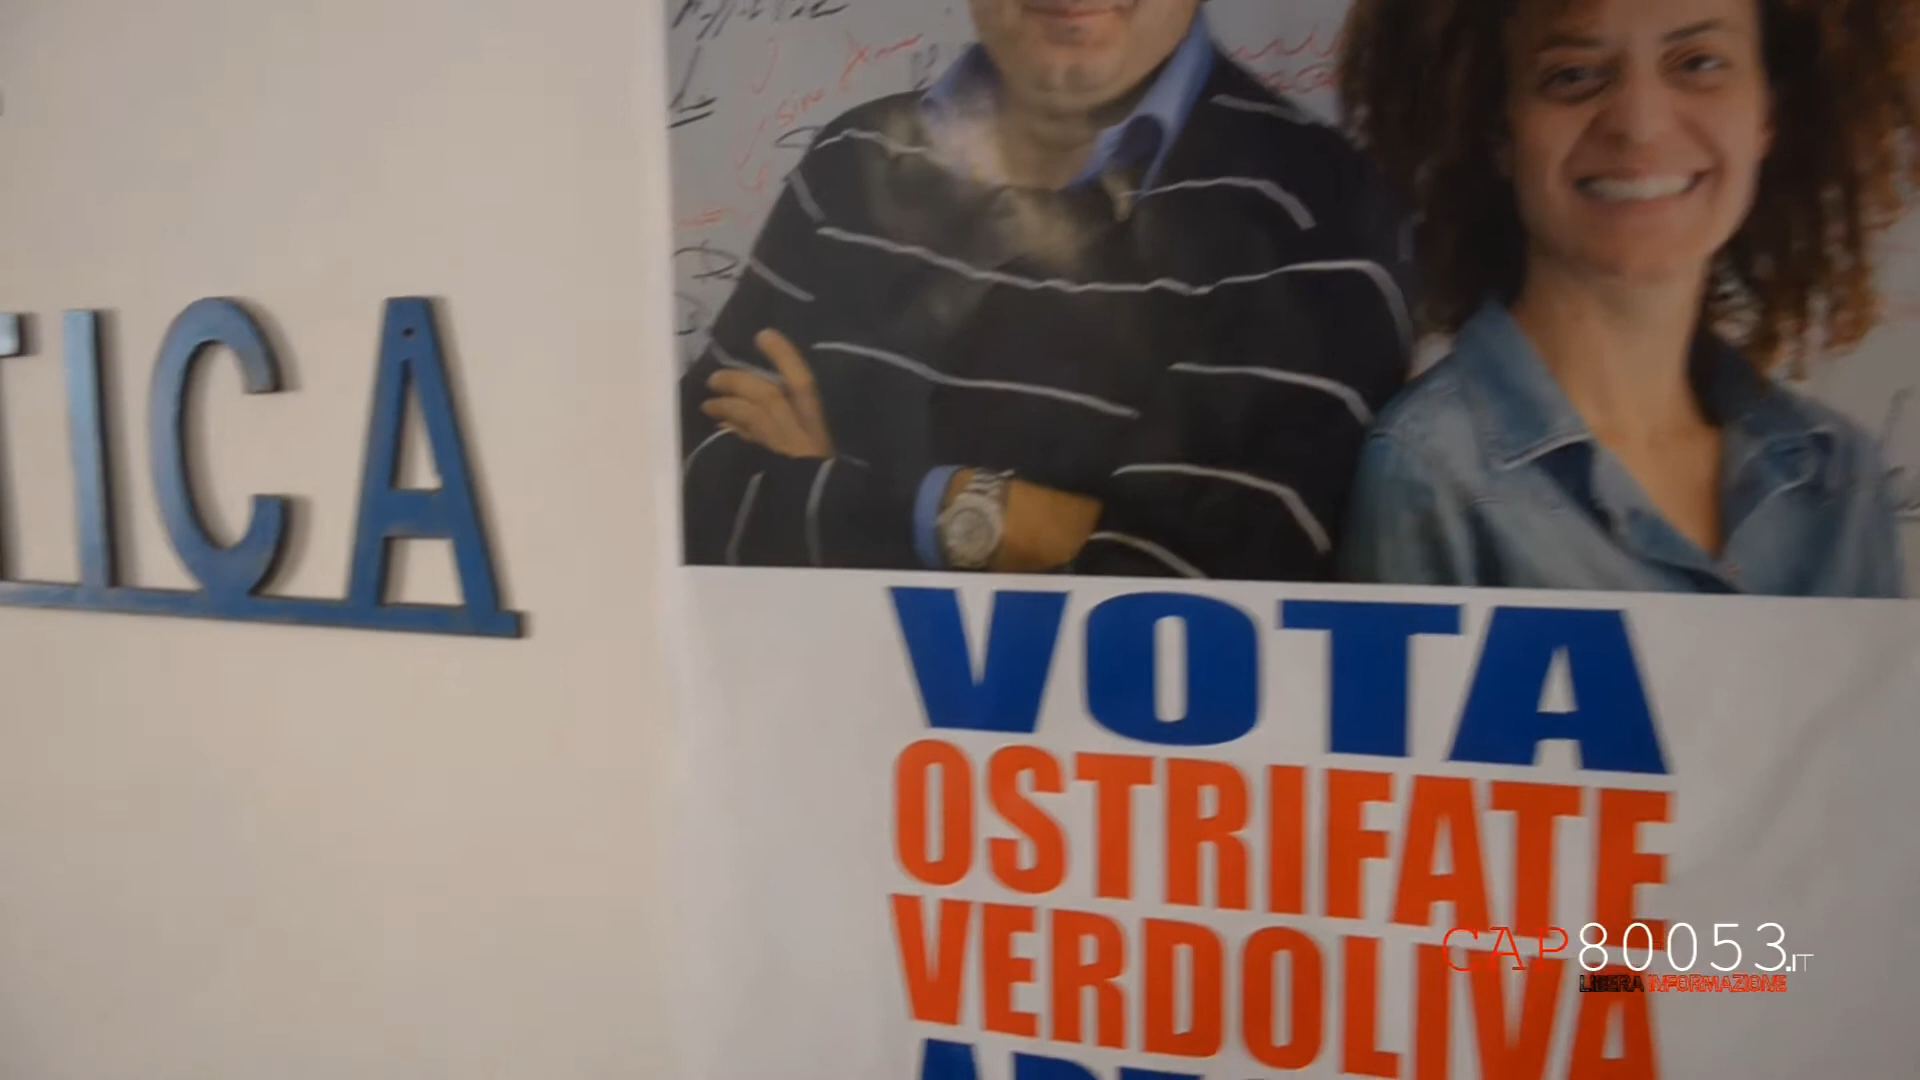 TICA
VOTA
OSTRIFATE
VERDOLIVA
CAP80053.IT
LIBERA INFORMAZIONE